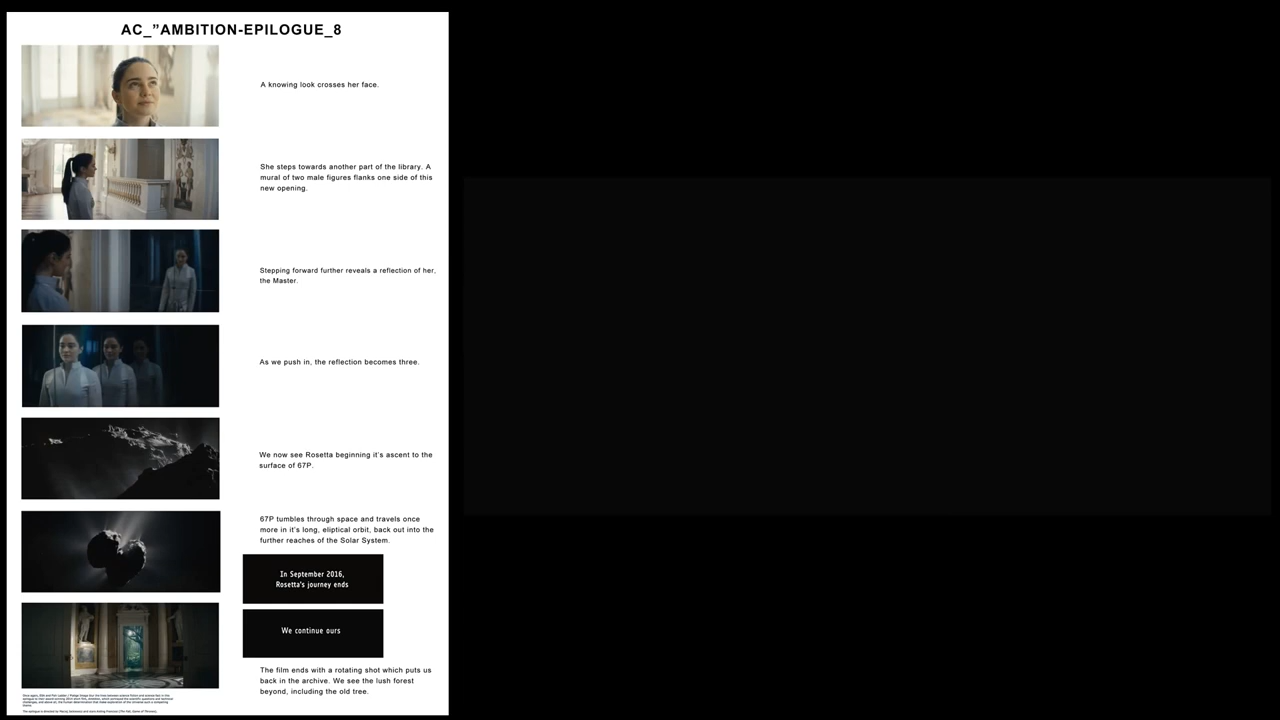 AC_”AMBITION-EPILOGUE_8
A knowing look crosses her face.
She steps towards another part of the library. A
mural of two male figures flanks one side of this
new opening.
Stepping forward further reveals a reflection of her,
the Master.
As we push in, the reflection becomes three.
We now see Rosetta beginning it's ascent to the
surface of 67P.
67P tumbles through space and travels once
more in it's long, eliptical orbit, back out into the
further reaches of the Solar System.
In September 2016,
Rosetta's journey ends
We continue ours
The film ends with a rotating shot which puts us
back in the archive. We see the lush forest
beyond, including the old tree.